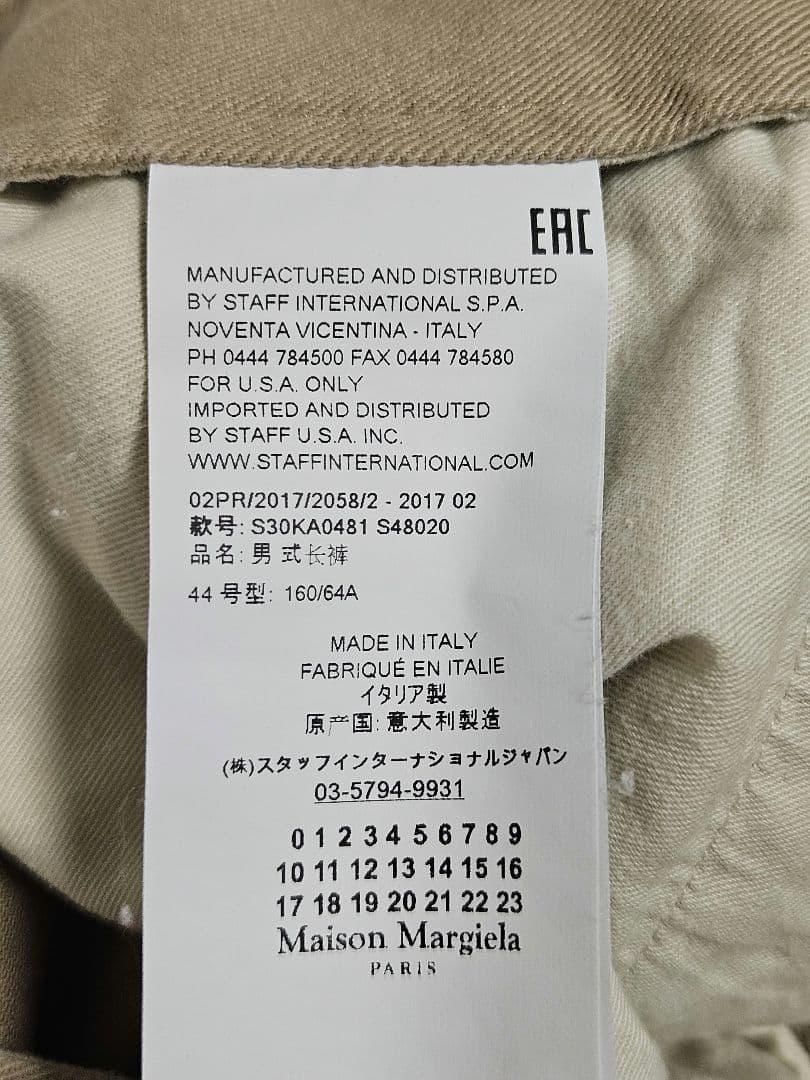 EAC
MANUFACTURED AND DISTRIBUTED
BY STAFF INTERNATIONAL S.P.A.
NOVENTA VICENTINA - ITALY
PH 0444 784500 FAX 0444 784580
FOR U.S.A. ONLY
IMPORTED AND DISTRIBUTED
BY STAFF U.S.A. INC.
WWW.STAFFINTERNATIONAL.COM
02PR/2017/2058/2 - 2017 02
款号: S30KA0481 S48020
品名: 男式长裤
44 号型: 160/64A
MADE IN ITALY
FABRIQUÉ EN ITALIE
イタリア製
原产国: 意大利製造
(株)スタッフインターナショナルジャパン
03-5794-9931
0 1 2 3 4 5 6 7 8 9
10 11 12 13 14 15 16
17 18 19 20 21 22 23
Maison Margiela
PARIS